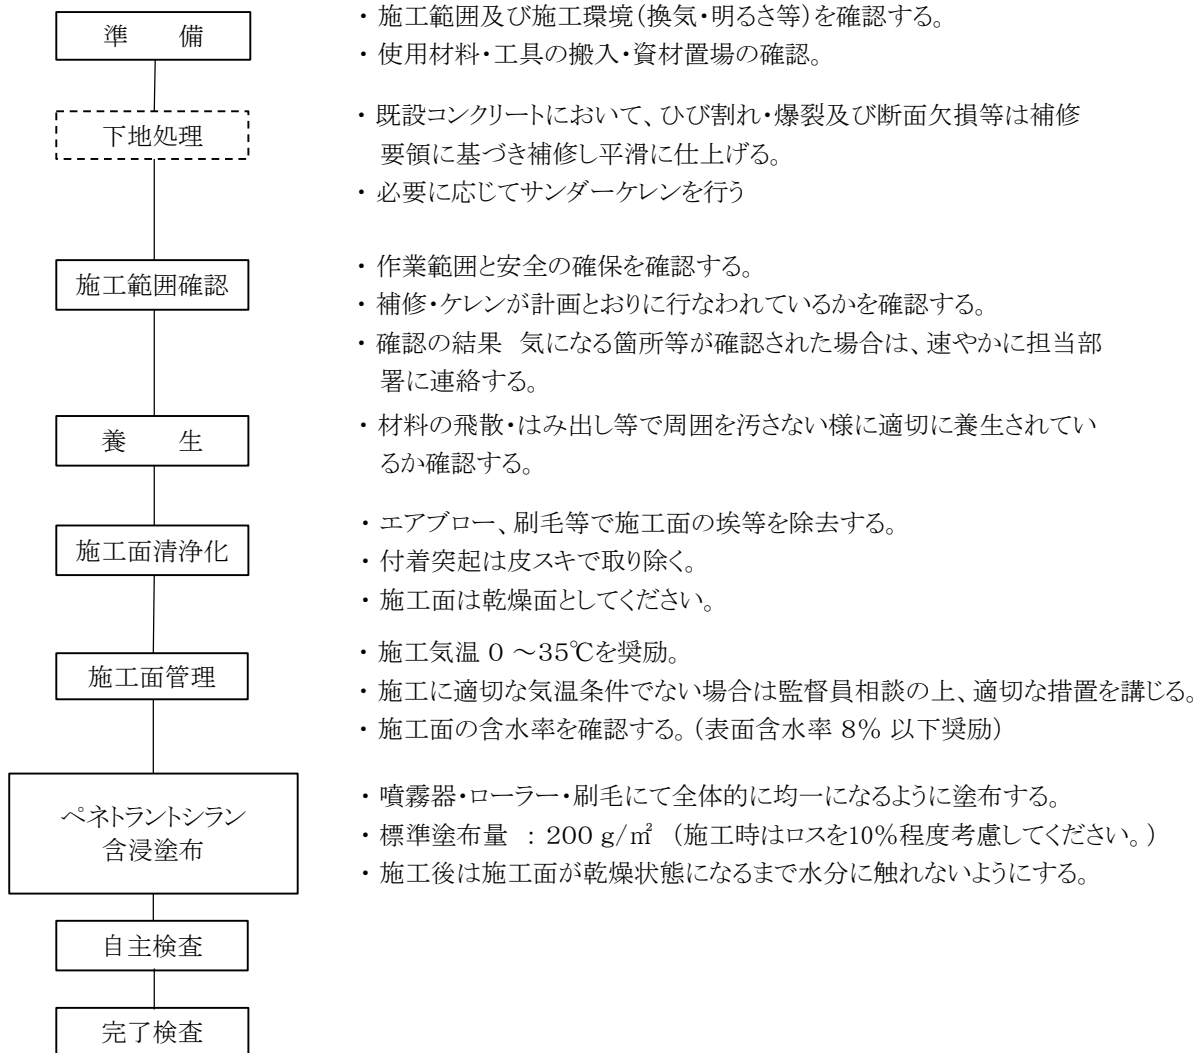 準　　備
・ 施工範囲及び施工環境（換気・明るさ等）を確認する。
・ 使用材料・工具の搬入・資材置場の確認。
下地処理
・ 既設コンクリートにおいて、ひび割れ・爆裂及び断面欠損等は補修
要領に基づき補修し平滑に仕上げる。
・ 必要に応じてサンダーケレンを行う
施工範囲確認
・ 作業範囲と安全の確保を確認する。
・ 補修・ケレンが計画とおりに行なわれているかを確認する。
・ 確認の結果　気になる箇所等が確認された場合は、速やかに担当部
署に連絡する。
養　　生
・ 材料の飛散・はみ出し等で周囲を汚さない様に適切に養生されてい
るか確認する。
施工面清浄化
・ エアブロー、刷毛等で施工面の埃等を除去する。
・ 付着突起は皮スキで取り除く。
・ 施工面は乾燥面としてください。
施工面管理
・ 施工気温 0 ～35℃を奨励。
・ 施工に適切な気温条件でない場合は監督員相談の上、適切な措置を講じる。
・ 施工面の含水率を確認する。（表面含水率 8% 以下奨励）
ペネトラントシラン
含浸塗布
・ 噴霧器・ローラー・刷毛にて全体的に均一になるように塗布する。
・ 標準塗布量　：200 g/㎡　（施工時はロスを10%程度考慮してください。）
・ 施工後は施工面が乾燥状態になるまで水分に触れないようにする。
自主検査
完了検査